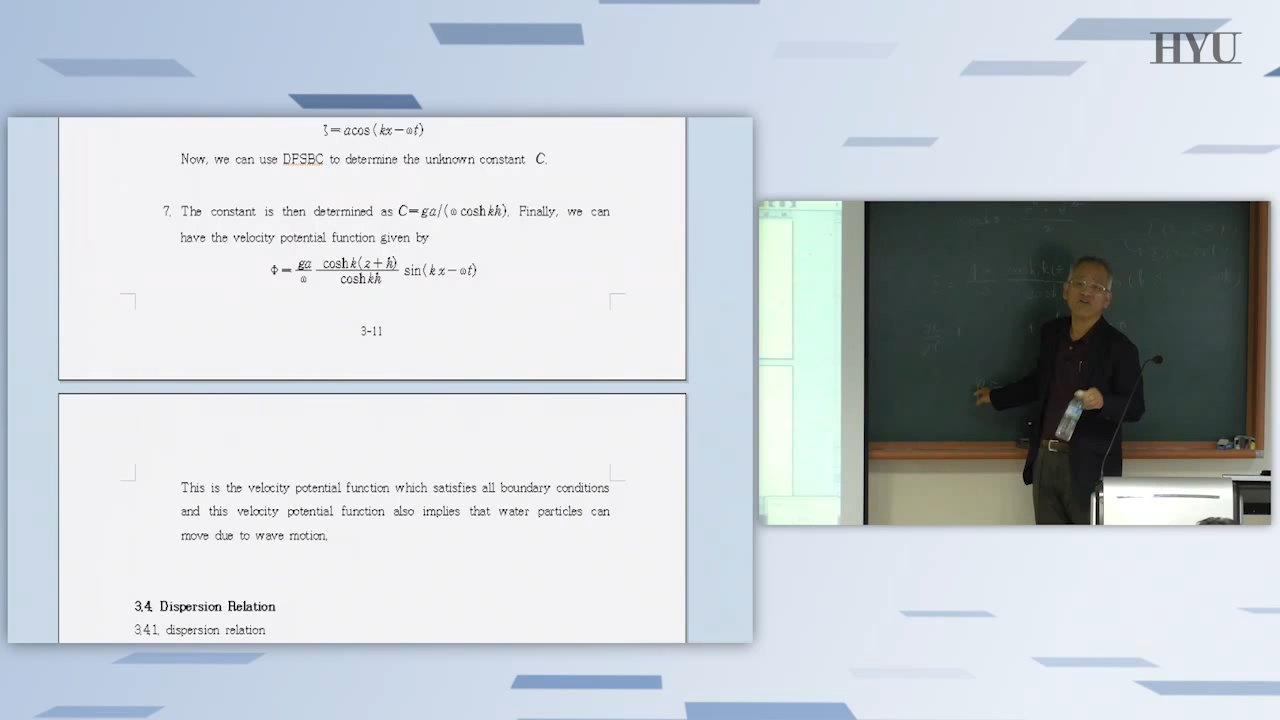 HYU
ζ=acos(kx-ωt)
Now, we can use DFSBC to determine the unknown constant C.
7. The constant is then determined as C=ga/(ω cosh kh). Finally, we can
have the velocity potential function given by
Φ= ga/ω cosh k(z+h)/cosh kh sin(kx-ωt)
3-11
This is the velocity potential function which satisfies all boundary conditions
and this velocity potential function also implies that water particles can
move due to wave motion.
3.4. Dispersion Relation
3.4.1. dispersion relation